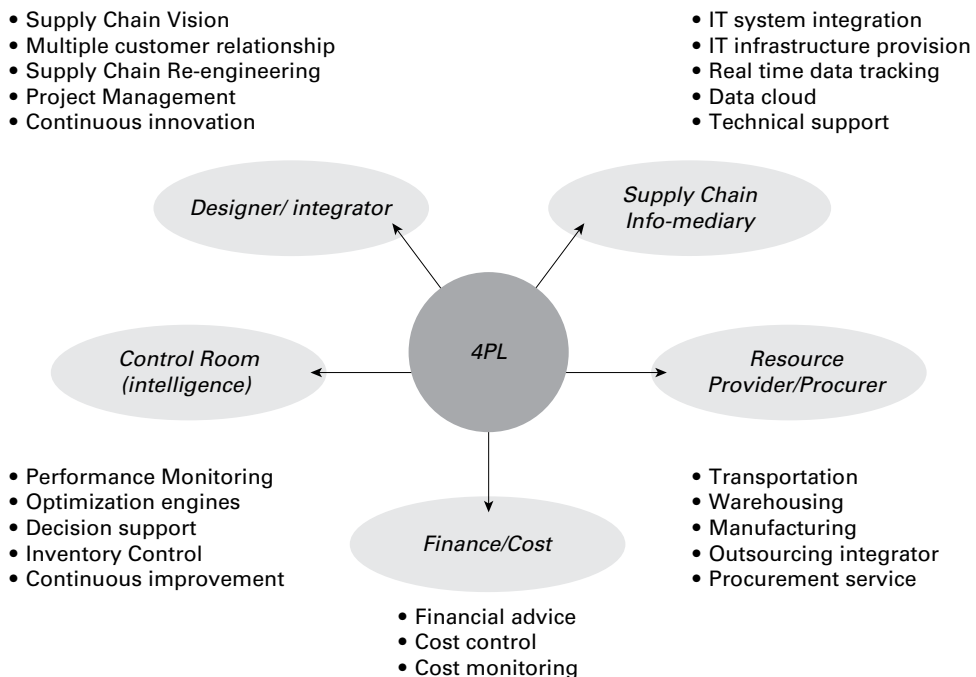 • Supply Chain Vision
• Multiple customer relationship
• Supply Chain Re-engineering
• Project Management
• Continuous innovation
• IT system integration
• IT infrastructure provision
• Real time data tracking
• Data cloud
• Technical support
Designer/ integrator
Supply Chain
Info-mediary
4PL
Control Room
(intelligence)
Resource
Provider/Procurer
• Performance Monitoring
• Optimization engines
• Decision support
• Inventory Control
• Continuous improvement
Finance/Cost
• Transportation
• Warehousing
• Manufacturing
• Outsourcing integrator
• Procurement service
• Financial advice
• Cost control
• Cost monitoring